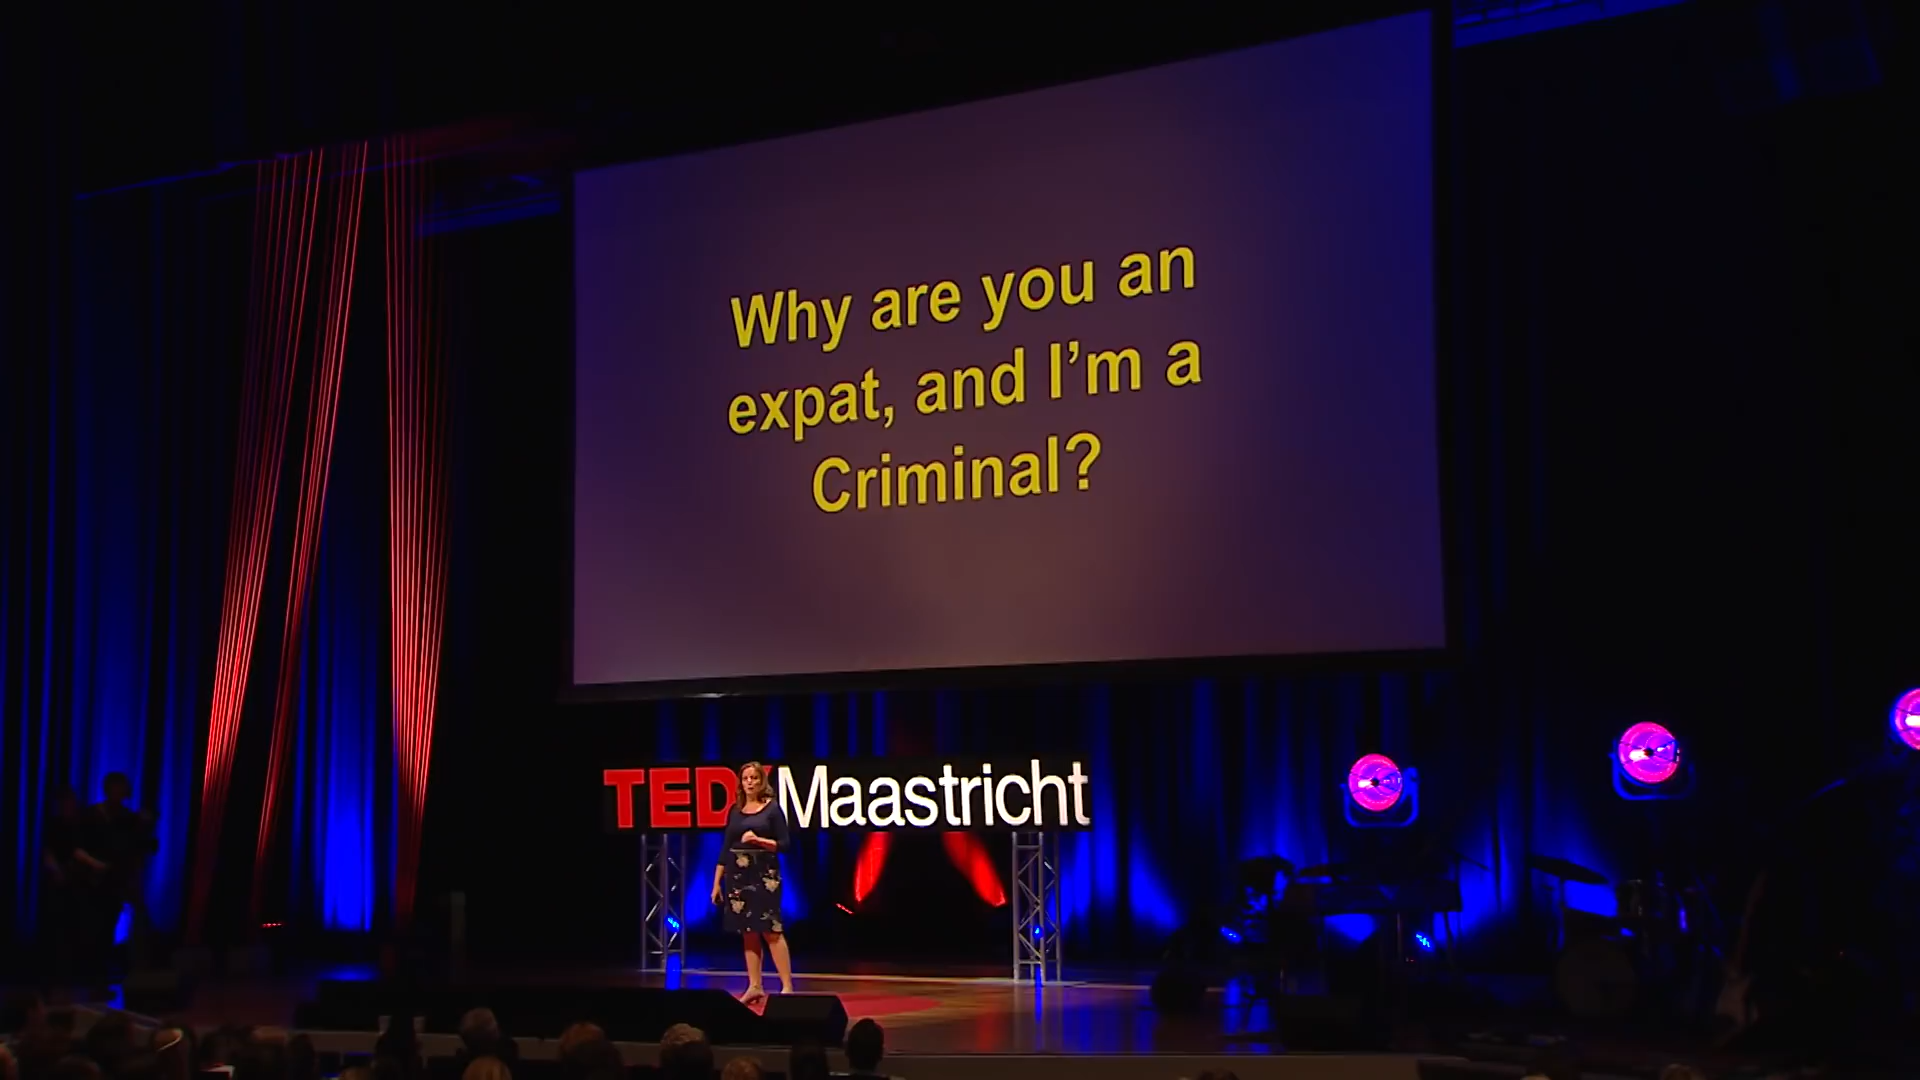 Why are you an
expat, and I'm a
Criminal?
TEDxMaastricht